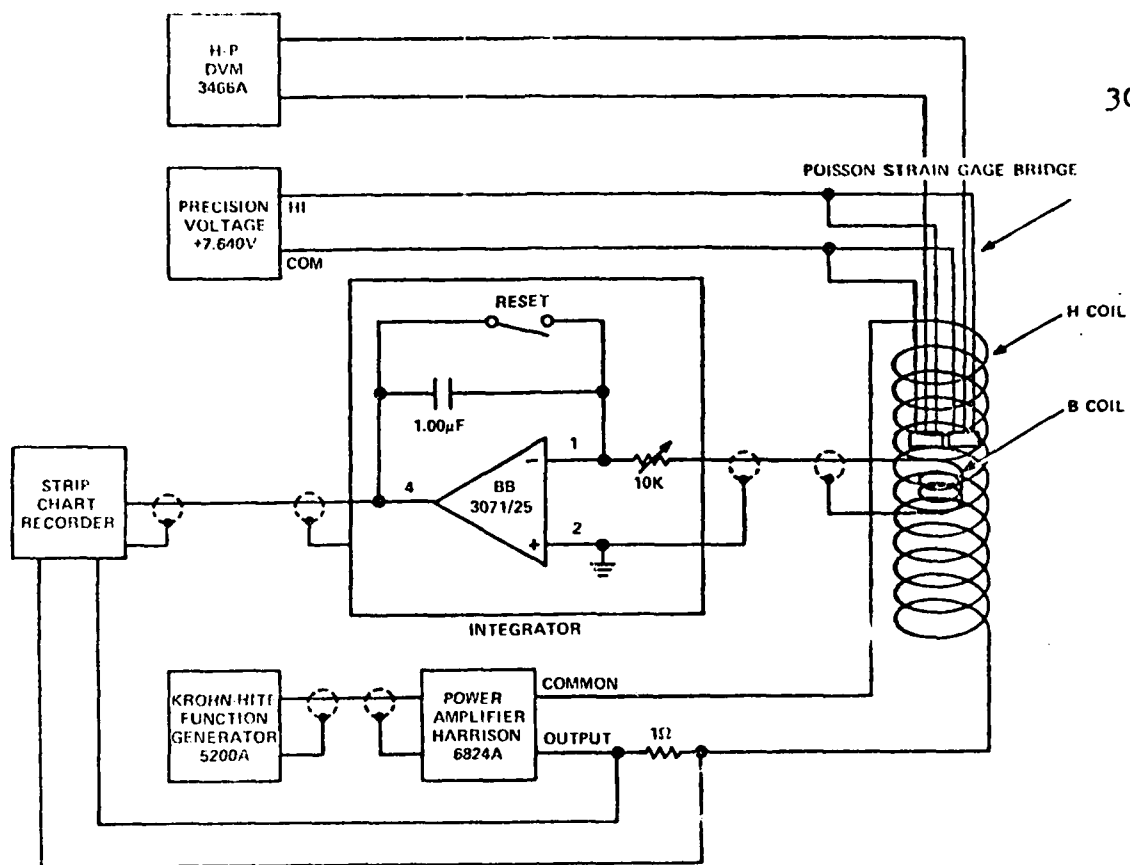 H-P
DVM
3466A
30
POISSON STRAIN GAGE BRIDGE
PRECISION
VOLTAGE
+7.640V
HI
COM
RESET
H COIL
B COIL
1.00µF
1
10K
BB
3071/25
4
2
STRIP
CHART
RECORDER
INTEGRATOR
KROHN-HITE
FUNCTION
GENERATOR
5200A
POWER
AMPLIFIER
HARRISON
6824A
COMMON
OUTPUT
1Ω